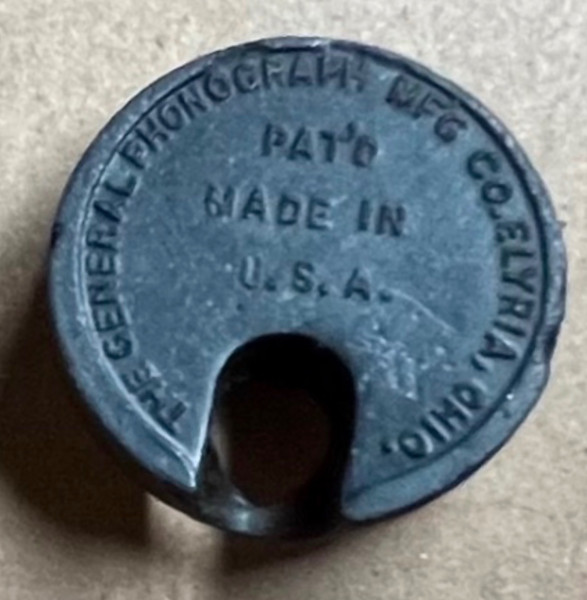 THE GENERAL PHONOGRAPH MFG CO. ELYRIA, OHIO.
PAT'D
MADE IN
U.S.A.